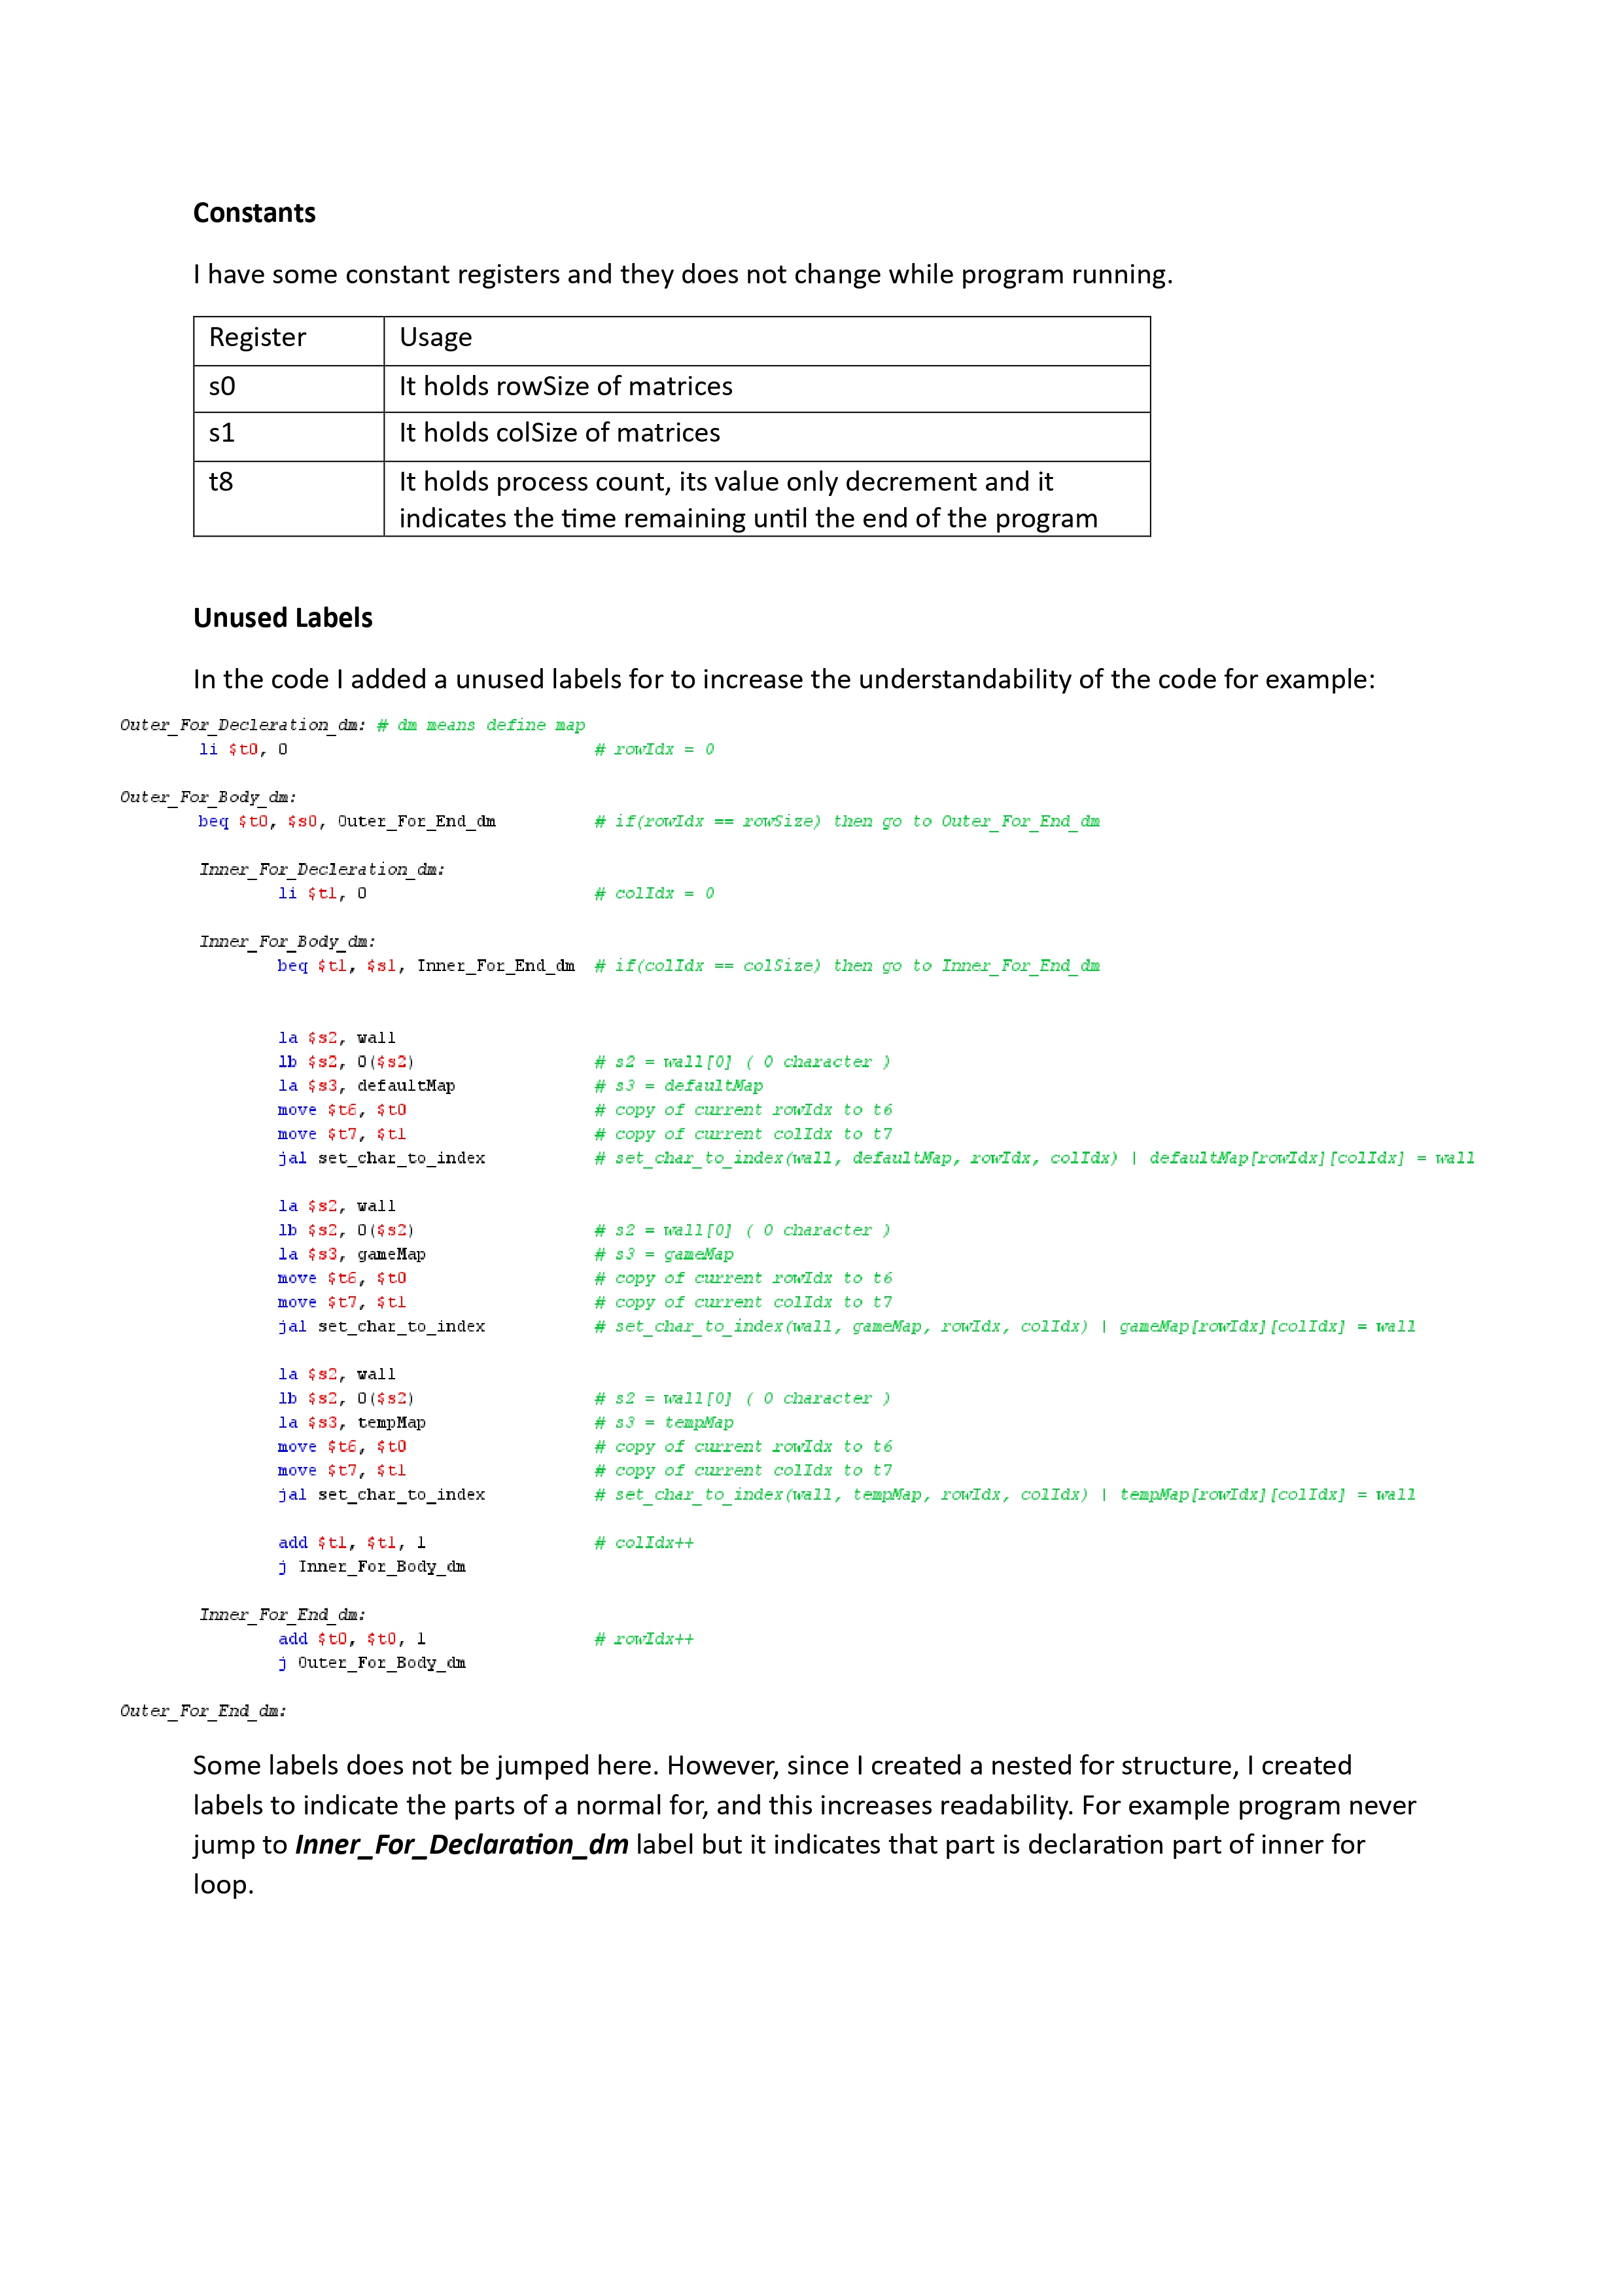 Constants
I have some constant registers and they does not change while program running.
Register Usage
s0 It holds rowSize of matrices
s1 It holds colSize of matrices
t8 It holds process count, its value only decrement and it
indicates the time remaining until the end of the program
Unused Labels
In the code I added a unused labels for to increase the understandability of the code for example:
Outer_For_Decleration_dm: # dm means define map
li $t0, 0 # rowIdx = 0
Outer_For_Body_dm:
beq $t0, $s0, Outer_For_End_dm # if(rowIdx == rowSize) then go to Outer_For_End_dm
Inner_For_Decleration_dm:
li $t1, 0 # colIdx = 0
Inner_For_Body_dm:
beq $t1, $s1, Inner_For_End_dm # if(colIdx == colSize) then go to Inner_For_End_dm
la $s2, wall
lb $s2, 0($s2) # s2 = wall[0] ( 0 character )
la $s3, defaultMap # s3 = defaultMap
move $t6, $t0 # copy of current rowIdx to t6
move $t7, $t1 # copy of current colIdx to t7
jal set_char_to_index # set_char_to_index(wall, defaultMap, rowIdx, colIdx) | defaultMap[rowIdx][colIdx] = wall
la $s2, wall
lb $s2, 0($s2) # s2 = wall[0] ( 0 character )
la $s3, gameMap # s3 = gameMap
move $t6, $t0 # copy of current rowIdx to t6
move $t7, $t1 # copy of current colIdx to t7
jal set_char_to_index # set_char_to_index(wall, gameMap, rowIdx, colIdx) | gameMap[rowIdx][colIdx] = wall
la $s2, wall
lb $s2, 0($s2) # s2 = wall[0] ( 0 character )
la $s3, tempMap # s3 = tempMap
move $t6, $t0 # copy of current rowIdx to t6
move $t7, $t1 # copy of current colIdx to t7
jal set_char_to_index # set_char_to_index(wall, tempMap, rowIdx, colIdx) | tempMap[rowIdx][colIdx] = wall
add $t1, $t1, 1 # colIdx++
j Inner_For_Body_dm
Inner_For_End_dm:
add $t0, $t0, 1 # rowIdx++
j Outer_For_Body_dm
Outer_For_End_dm:
Some labels does not be jumped here. However, since I created a nested for structure, I created
labels to indicate the parts of a normal for, and this increases readability. For example program never
jump to Inner_For_Declaration_dm label but it indicates that part is declaration part of inner for
loop.